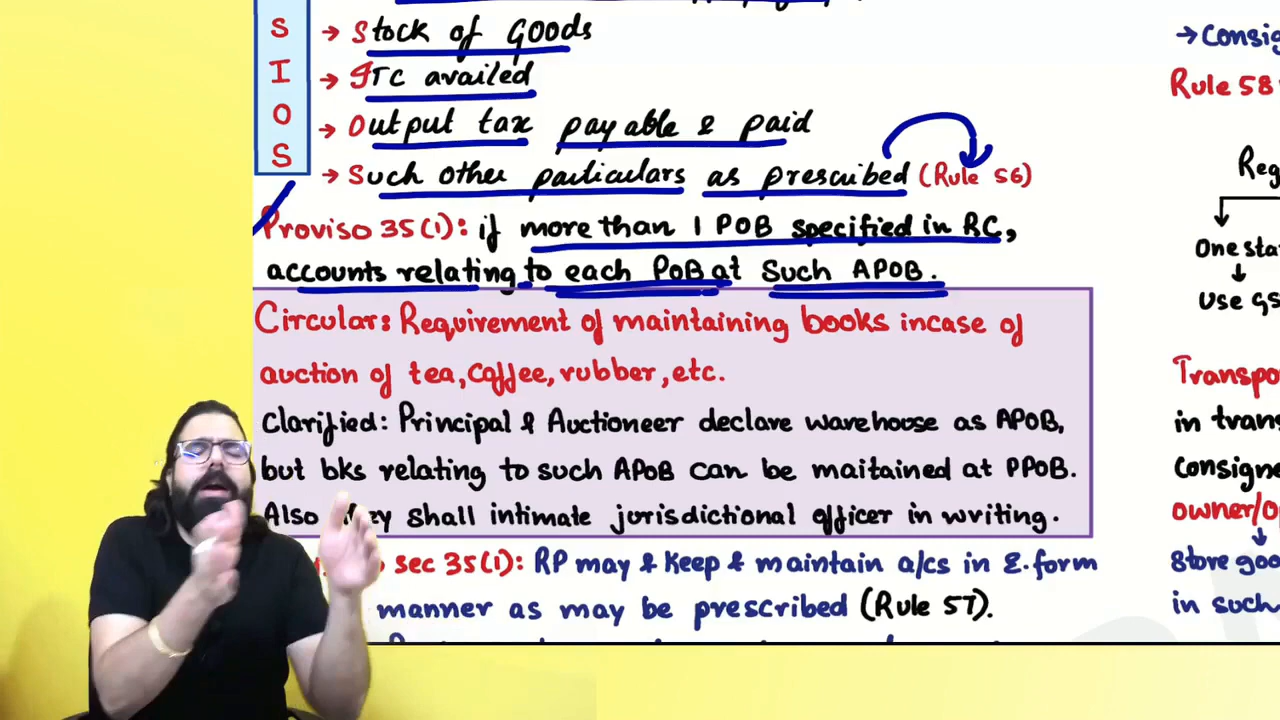 S → Stock of Goods
I → ITC availed
O → Output tax payable & paid
S → Such other particulars as prescribed (Rule 56)
Proviso 35(1): if more than 1 POB specified in RC,
accounts relating to each PoB at Such APOB.
Circular: Requirement of maintaining books incase of
auction of tea, Coffee, rubber, etc.
Clarified: Principal & Auctioneer declare warehouse as APOB,
but bks relating to such APOB can be maitained at PPOB.
Also they shall intimate jurisdictional officer in writing.
sec 35(1): RP may & Keep & maintain a/cs in E.form
manner as may be prescribed (Rule 57).
→ Consig
Rule 58
Reg
One sta
Use GS
Transpo
in trans
consigne
owner/op
Store goo
in such